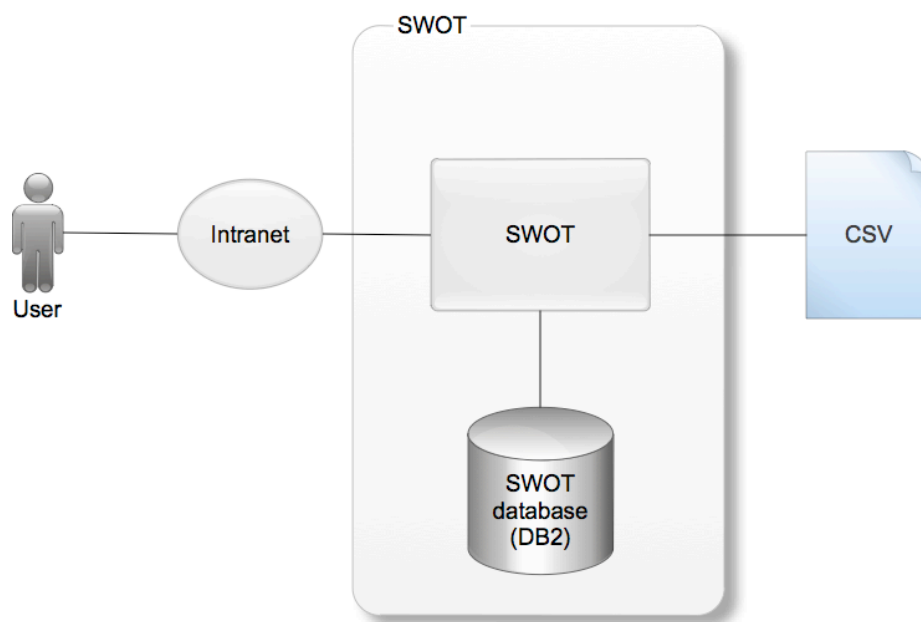 SWOT
Intranet
SWOT
CSV
User
SWOT
database
(DB2)